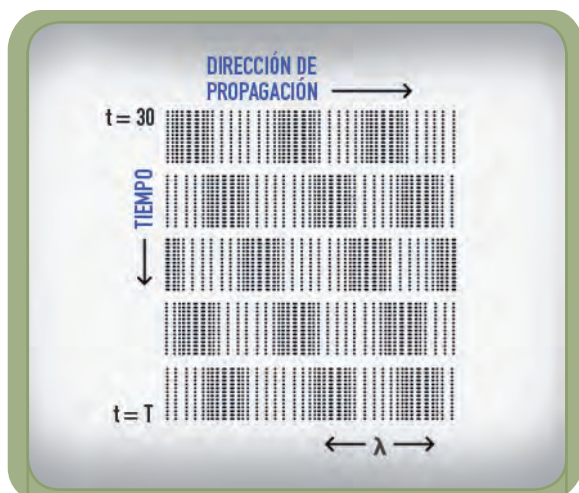 DIRECCIÓN DE
PROPAGACIÓN
t = 30
TIEMPO
t = T
λ